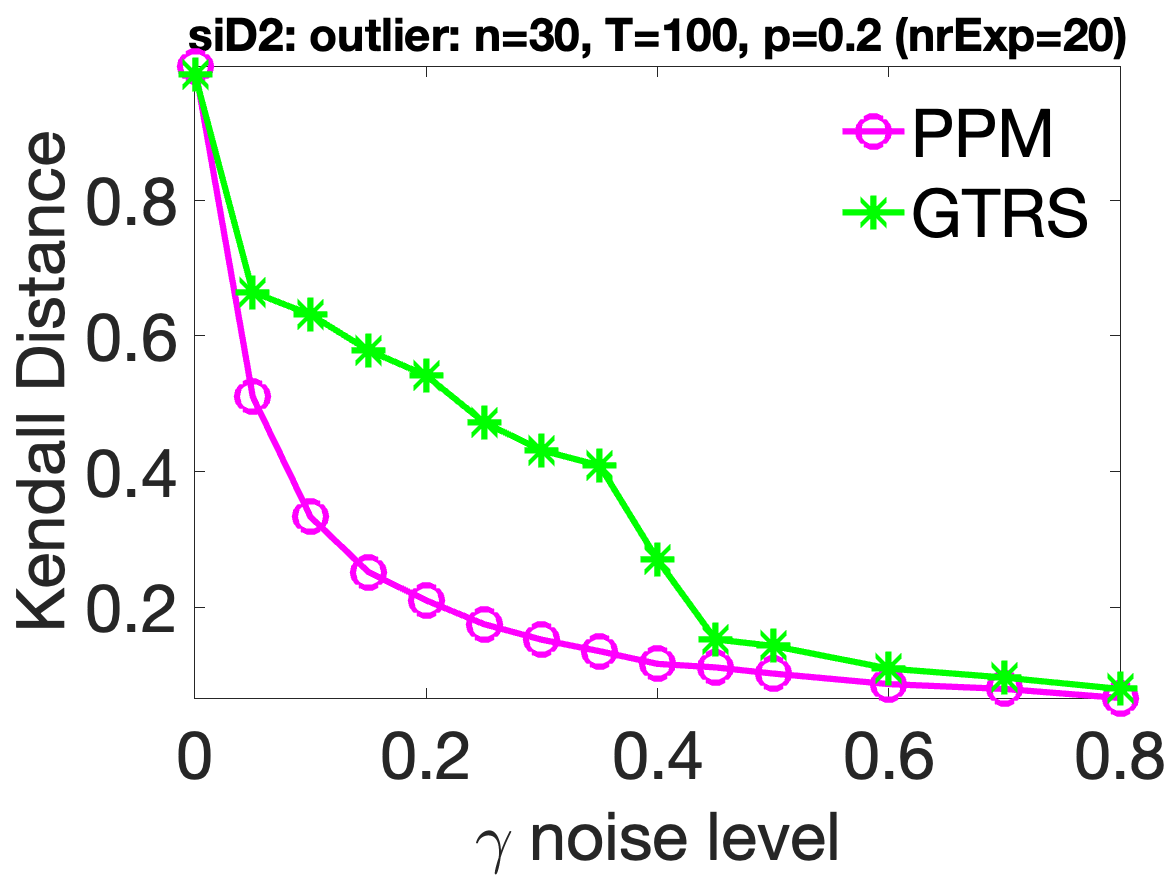 siD2: outlier: n=30, T=100, p=0.2 (nrExp=20)
PPM
GTRS
Kendall Distance
0.8
0.6
0.4
0.2
0 0.2 0.4 0.6 0.8
γ noise level